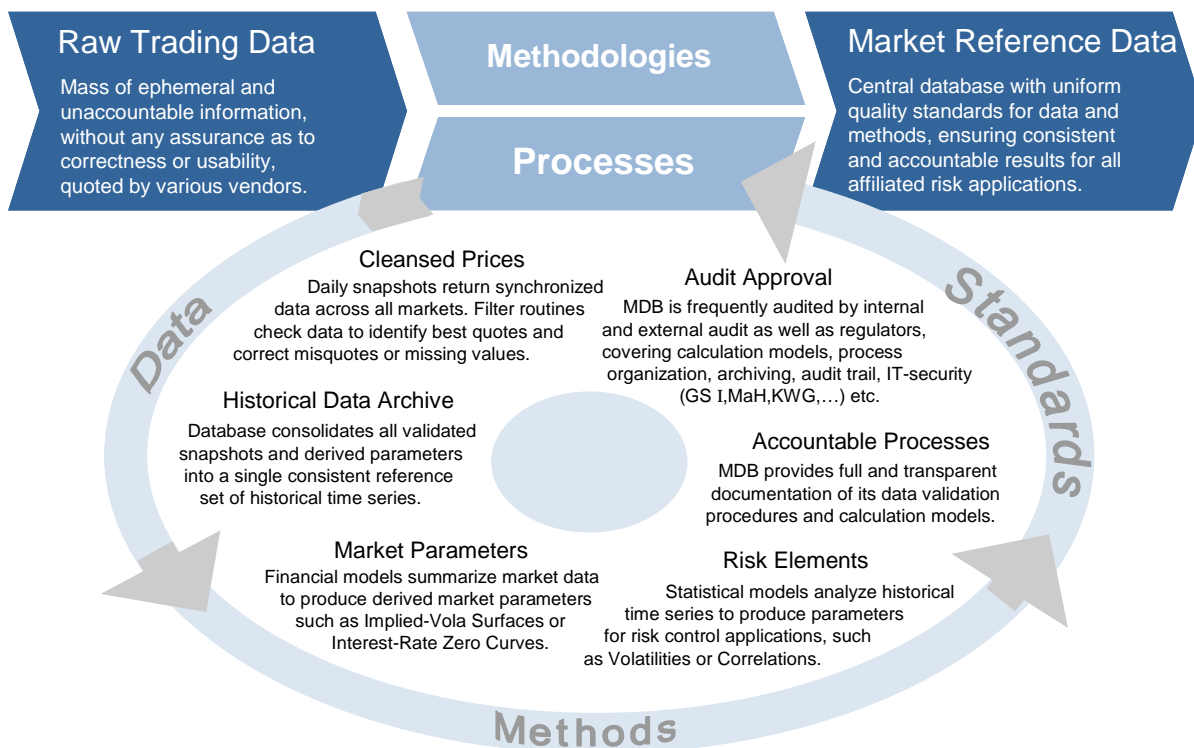 Raw Trading Data
Mass of ephemeral and
unaccountable information,
without any assurance as to
correctness or usability,
quoted by various vendors.
Methodologies
Processes
Market Reference Data
Central database with uniform
quality standards for data and
methods, ensuring consistent
and accountable results for all
affiliated risk applications.
Data
Cleansed Prices
Daily snapshots return synchronized
data across all markets. Filter routines
check data to identify best quotes and
correct misquotes or missing values.
Historical Data Archive
Database consolidates all validated
snapshots and derived parameters
into a single consistent reference
set of historical time series.
Market Parameters
Financial models summarize market data
to produce derived market parameters
such as Implied-Vola Surfaces or
Interest-Rate Zero Curves.
Methods
Risk Elements
Statistical models analyze historical
time series to produce parameters
for risk control applications, such
as Volatilities or Correlations.
Accountable Processes
MDB provides full and transparent
documentation of its data validation
procedures and calculation models.
Audit Approval
MDB is frequently audited by internal
and external audit as well as regulators,
covering calculation models, process
organization, archiving, audit trail, IT-security
(GS I,MaH,KWG,…) etc.
Standards